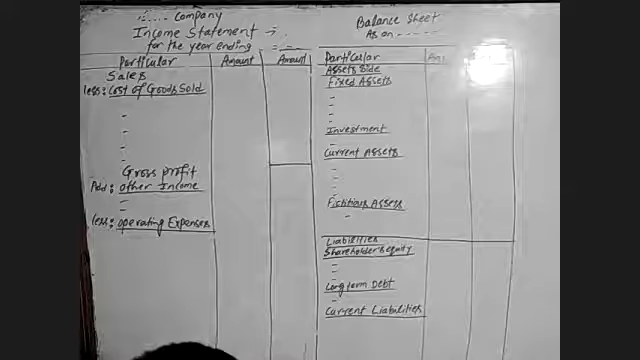 ..... Company
Income Statement
for the year ending
Particular Amount Amount
Sales
less: Cost of Goods Sold
-
-
-
-
Gross profit
Add: other Income
-
-
less: operating Expenses
Balance Sheet
As on ------
Particular
Assets Side
Fixed Assets
-
-
-
Investment
-
Current Assets
-
-
-
Fictitious Assets
-
Liabilities
Shareholder's equity
-
-
-
Long term Debt
-
Current Liabilities